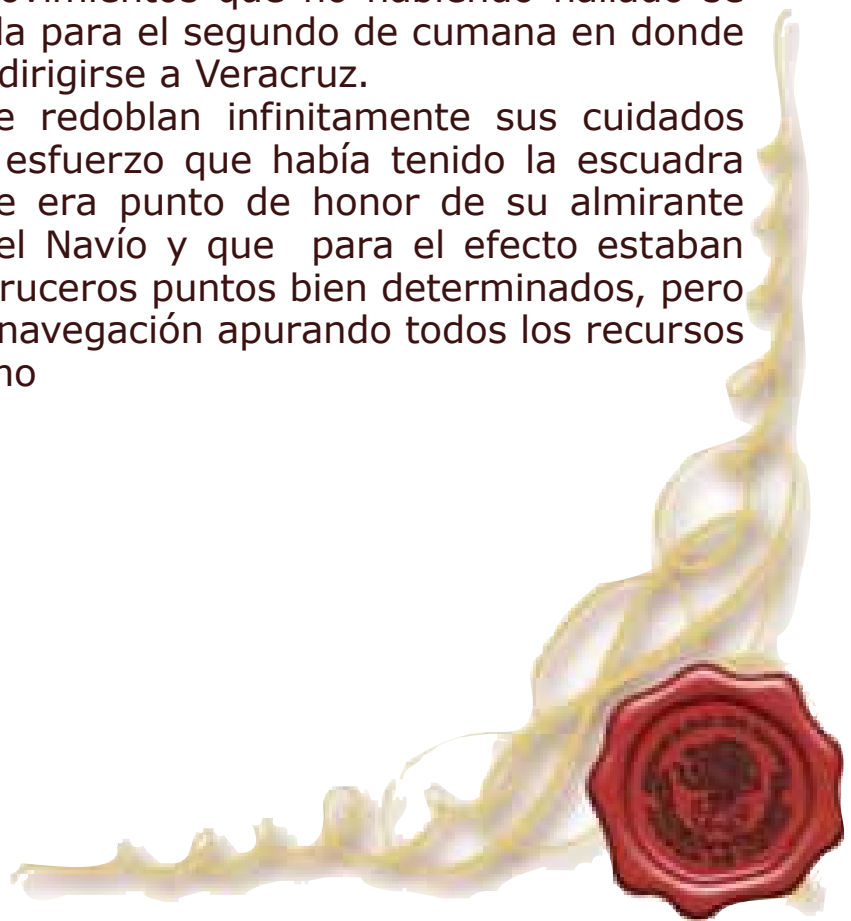 la para el segundo de cumana en donde
dirigirse a Veracruz.
e redoblan infinitamente sus cuidados
esfuerzo que había tenido la escuadra
e era punto de honor de su almirante
el Navío y que para el efecto estaban
ruceros puntos bien determinados, pero
navegación apurando todos los recursos
no